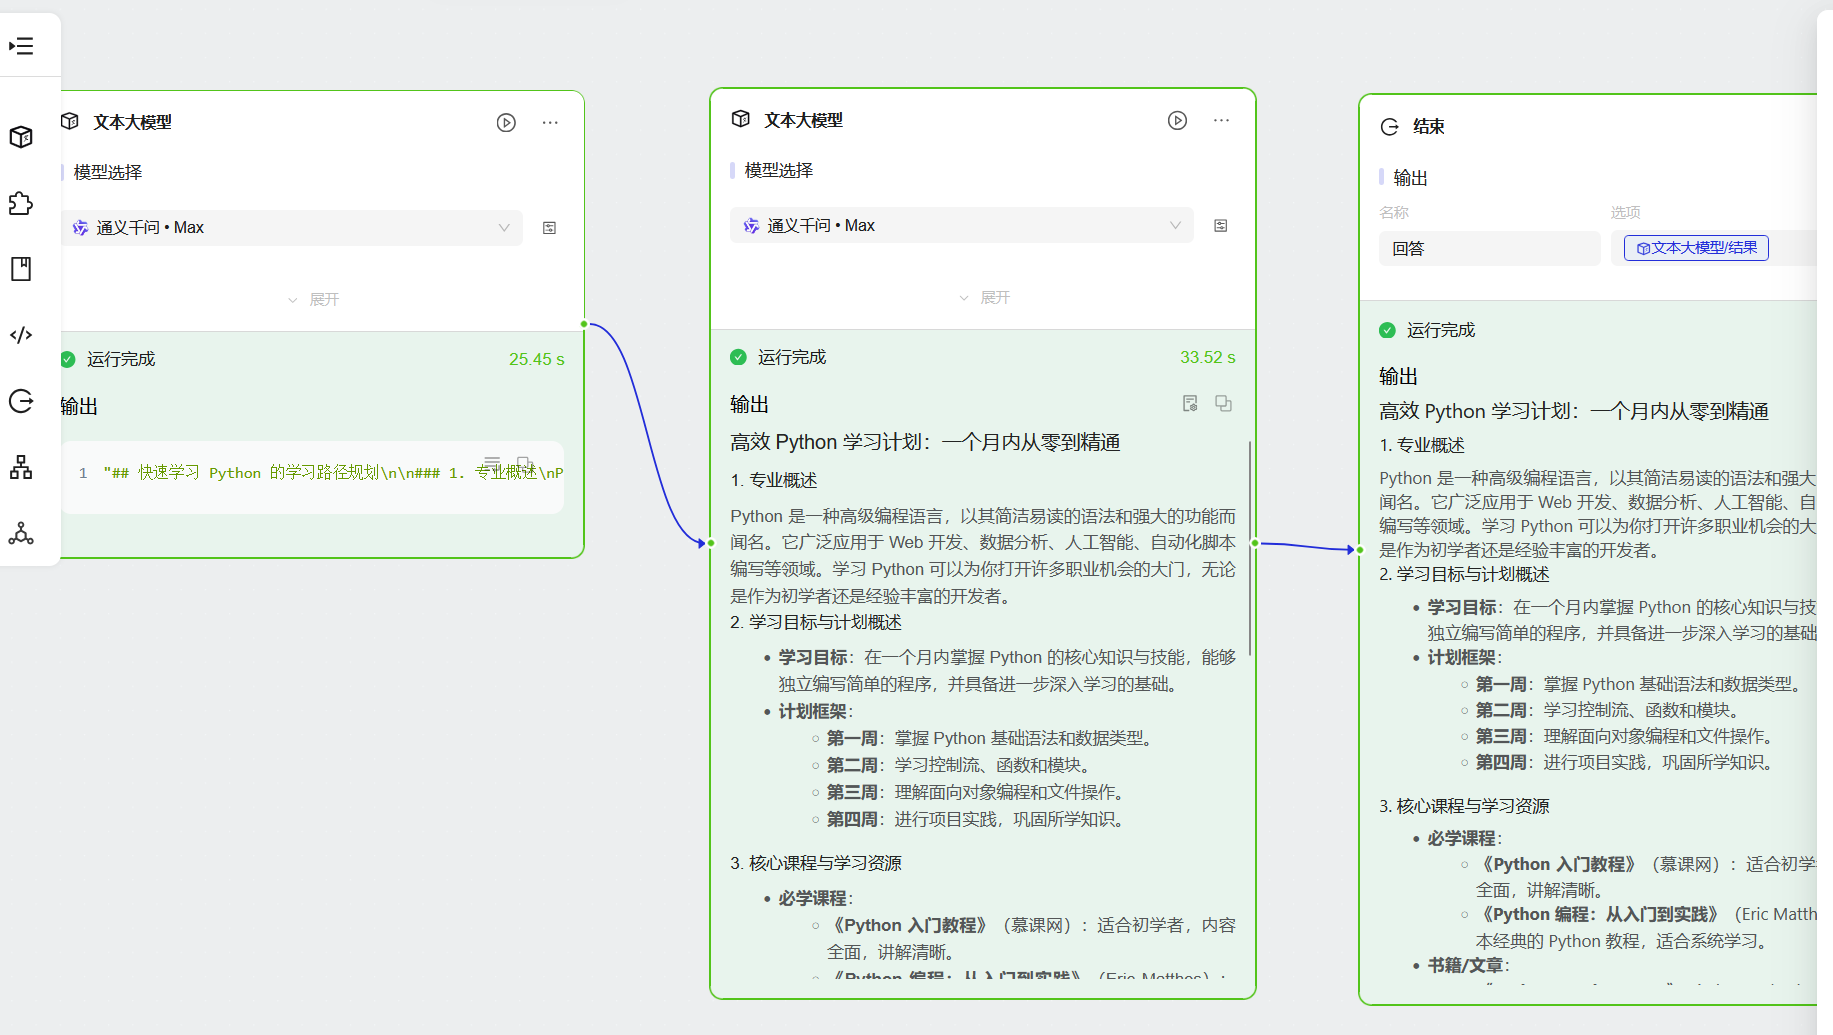 文本大模型
模型选择
通义千问 • Max
展开
运行完成
25.45 s
输出
1 "## 快速学习 Python 的学习路径规划\n\n### 1. 专业概述\nP
文本大模型
模型选择
通义千问 • Max
展开
运行完成
33.52 s
输出
高效 Python 学习计划：一个月内从零到精通
1. 专业概述
Python 是一种高级编程语言，以其简洁易读的语法和强大的功能而
闻名。它广泛应用于 Web 开发、数据分析、人工智能、自动化脚本
编写等领域。学习 Python 可以为你打开许多职业机会的大门，无论
是作为初学者还是经验丰富的开发者。
2. 学习目标与计划概述
• 学习目标：在一个月内掌握 Python 的核心知识与技能，能够
独立编写简单的程序，并具备进一步深入学习的基础。
• 计划框架：
○ 第一周：掌握 Python 基础语法和数据类型。
○ 第二周：学习控制流、函数和模块。
○ 第三周：理解面向对象编程和文件操作。
○ 第四周：进行项目实践，巩固所学知识。
3. 核心课程与学习资源
• 必学课程：
○ 《Python 入门教程》（慕课网）：适合初学者，内容
全面，讲解清晰。
○ 《Python 编程：从入门到实践》（Eric Matthes）：
结束
输出
名称
选项
回答
文本大模型/结果
运行完成
输出
高效 Python 学习计划：一个月内从零到精通
1. 专业概述
Python 是一种高级编程语言，以其简洁易读的语法和强大
闻名。它广泛应用于 Web 开发、数据分析、人工智能、自
编写等领域。学习 Python 可以为你打开许多职业机会的大
是作为初学者还是经验丰富的开发者。
2. 学习目标与计划概述
• 学习目标：在一个月内掌握 Python 的核心知识与技
独立编写简单的程序，并具备进一步深入学习的基础
• 计划框架：
○ 第一周：掌握 Python 基础语法和数据类型。
○ 第二周：学习控制流、函数和模块。
○ 第三周：理解面向对象编程和文件操作。
○ 第四周：进行项目实践，巩固所学知识。
3. 核心课程与学习资源
• 必学课程：
○ 《Python 入门教程》（慕课网）：适合初学
全面，讲解清晰。
○ 《Python 编程：从入门到实践》（Eric Matth
本经典的 Python 教程，适合系统学习。
• 书籍/文章：